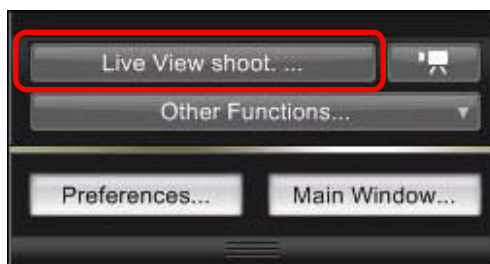 Live View shoot. ...
Other Functions...
Preferences... Main Window...